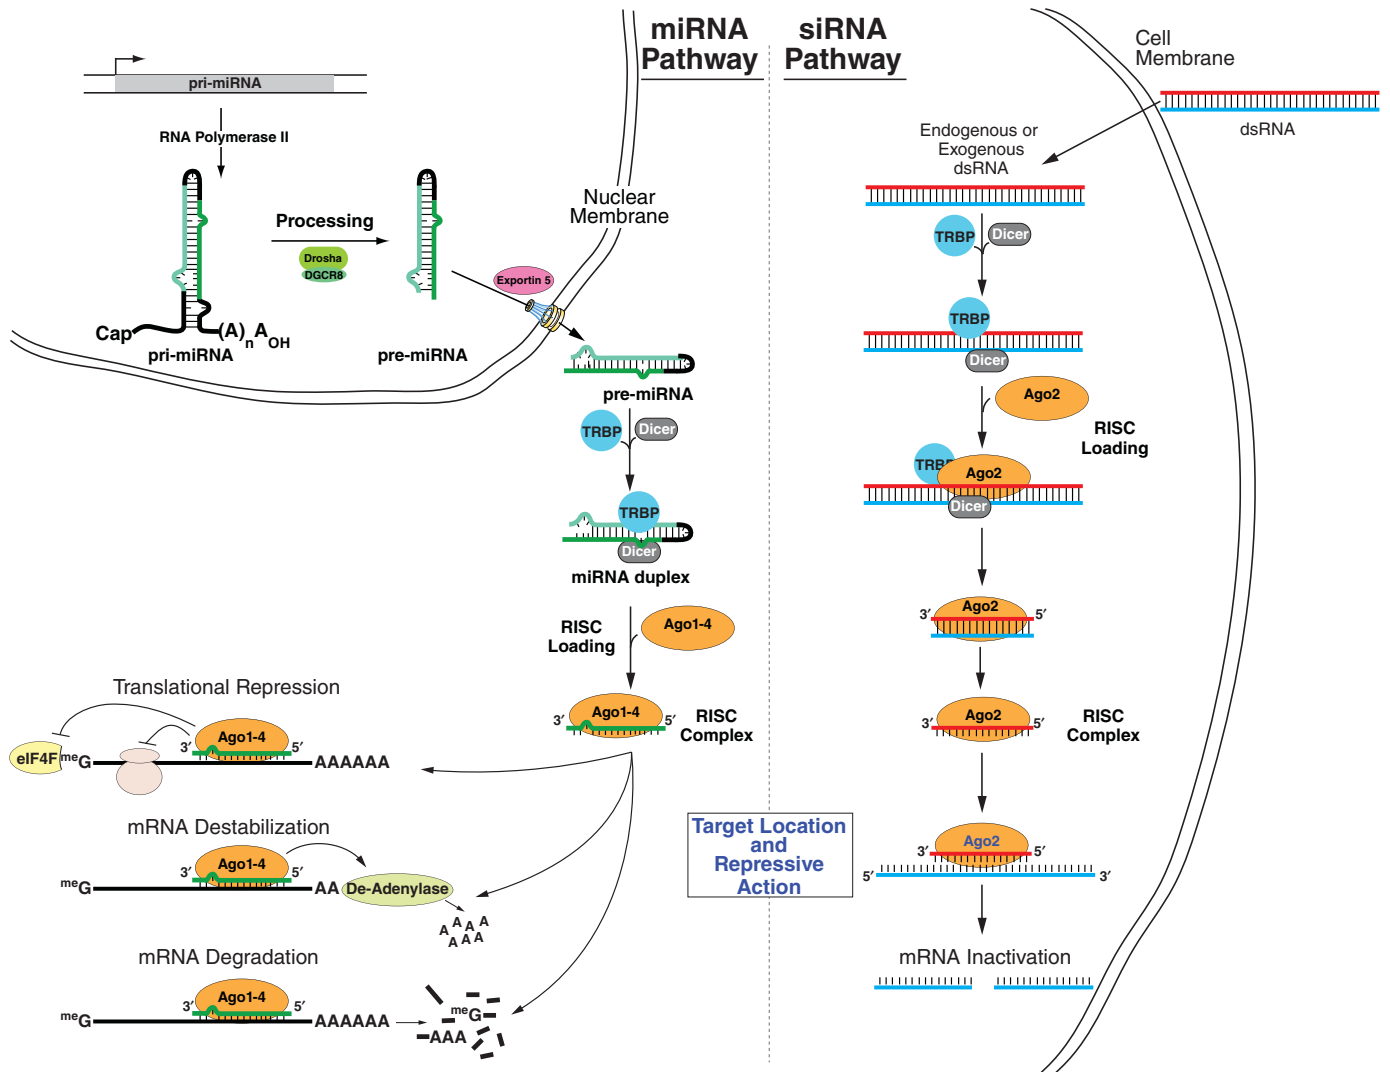 miRNA
Pathway
siRNA
Pathway
Cell
Membrane
pri-miRNA
RNA Polymerase II
Processing
Drosha
DGCR8
Cap
(A)nAOH
pri-miRNA
pre-miRNA
Nuclear
Membrane
Exportin 5
pre-miRNA
TRBP
Dicer
TRBP
Dicer
miRNA duplex
RISC
Loading
Ago1-4
Ago1-4
3′
5′
RISC
Complex
Translational Repression
Ago1-4
3′
5′
eIF4F
meG
AAAAAA
mRNA Destabilization
Ago1-4
3′
5′
meG
AA
De-Adenylase
A A A A
A A A
mRNA Degradation
Ago1-4
3′
5′
meG
AAAAAA
meG
AAA
dsRNA
Endogenous or
Exogenous
dsRNA
TRBP
Dicer
TRBP
Dicer
Ago2
RISC
Loading
TRBP
Ago2
Dicer
3′
Ago2
5′
3′
Ago2
5′
RISC
Complex
Target Location
and
Repressive
Action
Ago2
3′
5′
5′
3′
mRNA Inactivation